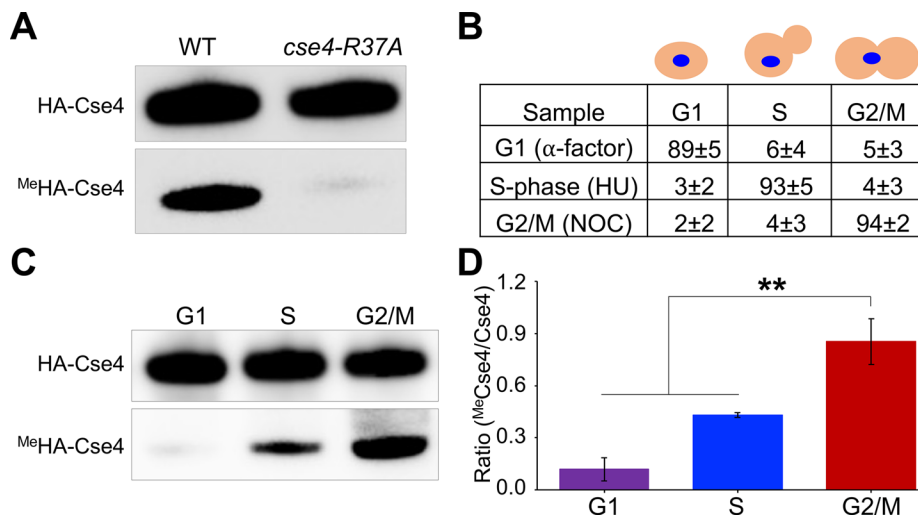 A
WT cse4-R37A
HA-Cse4
MeHA-Cse4
B
Sample G1 S G2/M
G1 (α-factor) 89±5 6±4 5±3
S-phase (HU) 3±2 93±5 4±3
G2/M (NOC) 2±2 4±3 94±2
C
G1 S G2/M
HA-Cse4
MeHA-Cse4
D
Ratio (MeCse4/Cse4)
1.2
0.9
0.6
0.3
0.0
**
G1 S G2/M